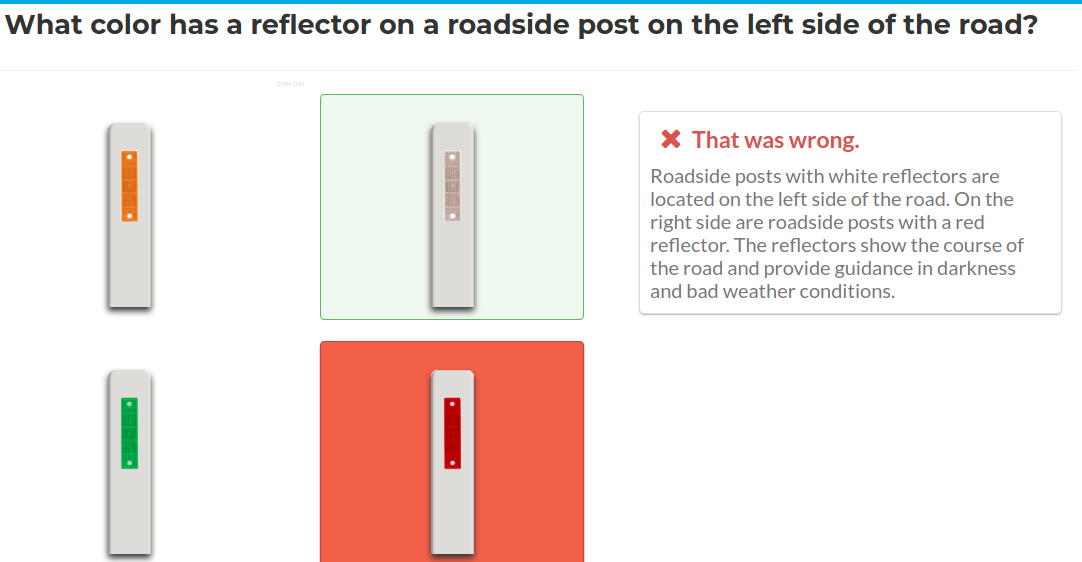 What color has a reflector on a roadside post on the left side of the road?
That was wrong.
Roadside posts with white reflectors are
located on the left side of the road. On the
right side are roadside posts with a red
reflector. The reflectors show the course of
the road and provide guidance in darkness
and bad weather conditions.